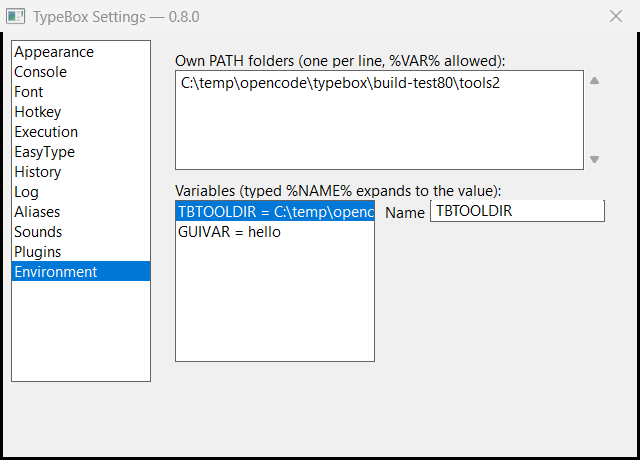 TypeBox Settings — 0.8.0
Appearance
Console
Font
Hotkey
Execution
EasyType
History
Log
Aliases
Sounds
Plugins
Environment
Own PATH folders (one per line, %VAR% allowed):
C:\temp\opencode\typebox\build-test80\tools2
Variables (typed %NAME% expands to the value):
TBTOOLDIR = C:\temp\openc
GUIVAR = hello
Name TBTOOLDIR